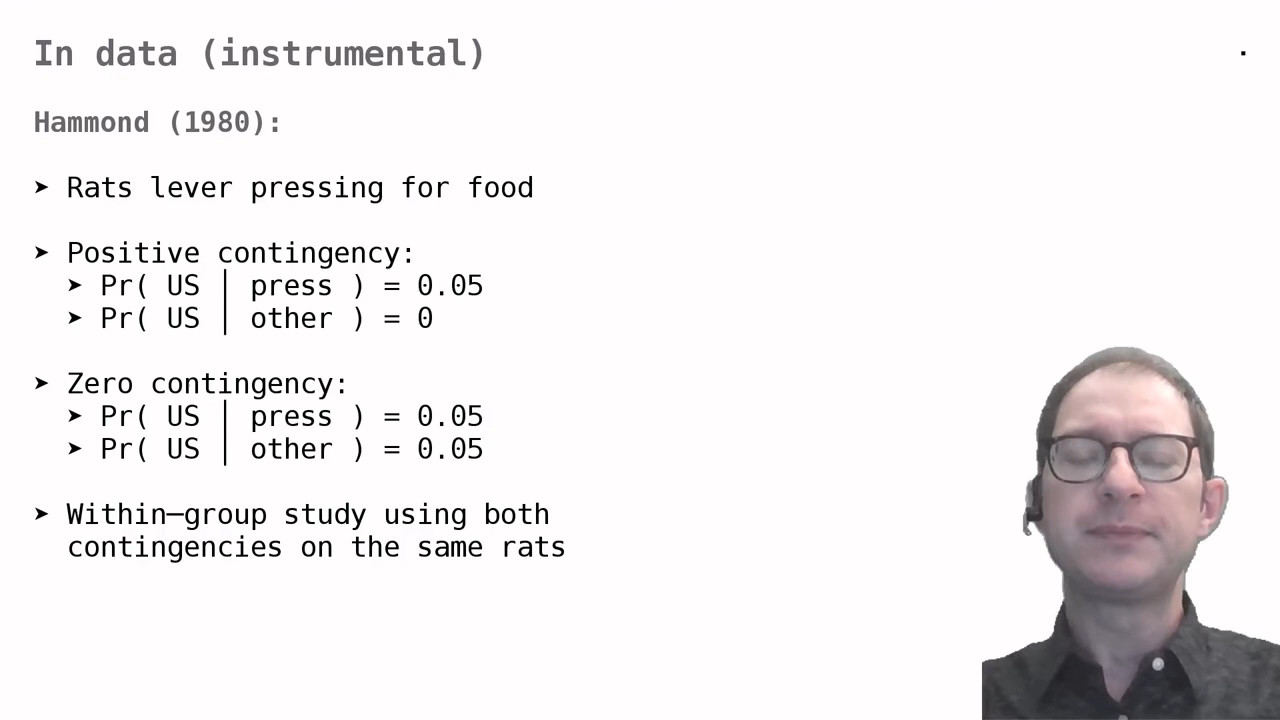 In data (instrumental)
Hammond (1980):
➤ Rats lever pressing for food
➤ Positive contingency:
➤ Pr( US | press ) = 0.05
➤ Pr( US | other ) = 0
➤ Zero contingency:
➤ Pr( US | press ) = 0.05
➤ Pr( US | other ) = 0.05
➤ Within—group study using both
contingencies on the same rats